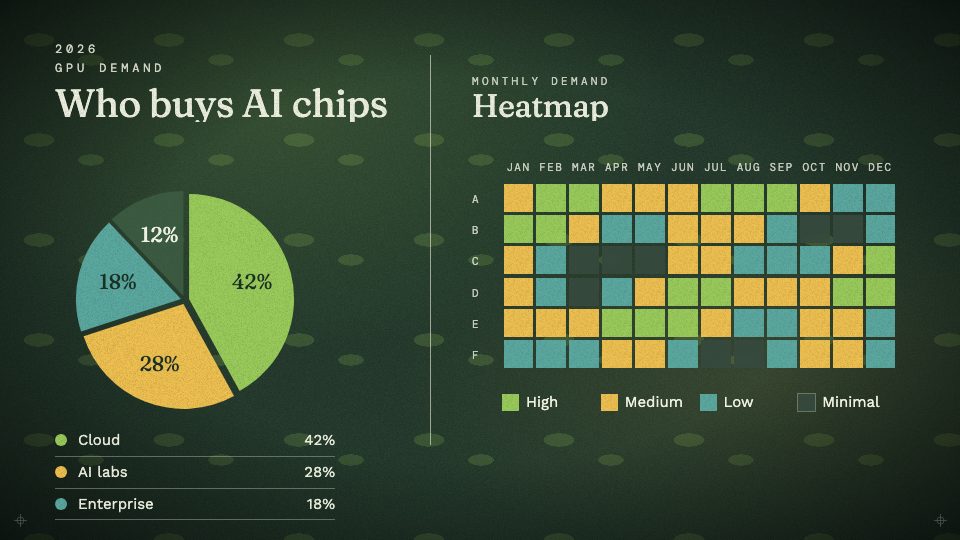 2026
GPU DEMAND
Who buys AI chips
12%
42%
18%
28%
Cloud 42%
AI labs 28%
Enterprise 18%
MONTHLY DEMAND
Heatmap
JAN FEB MAR APR MAY JUN JUL AUG SEP OCT NOV DEC
A
B
C
D
E
F
High Medium Low Minimal